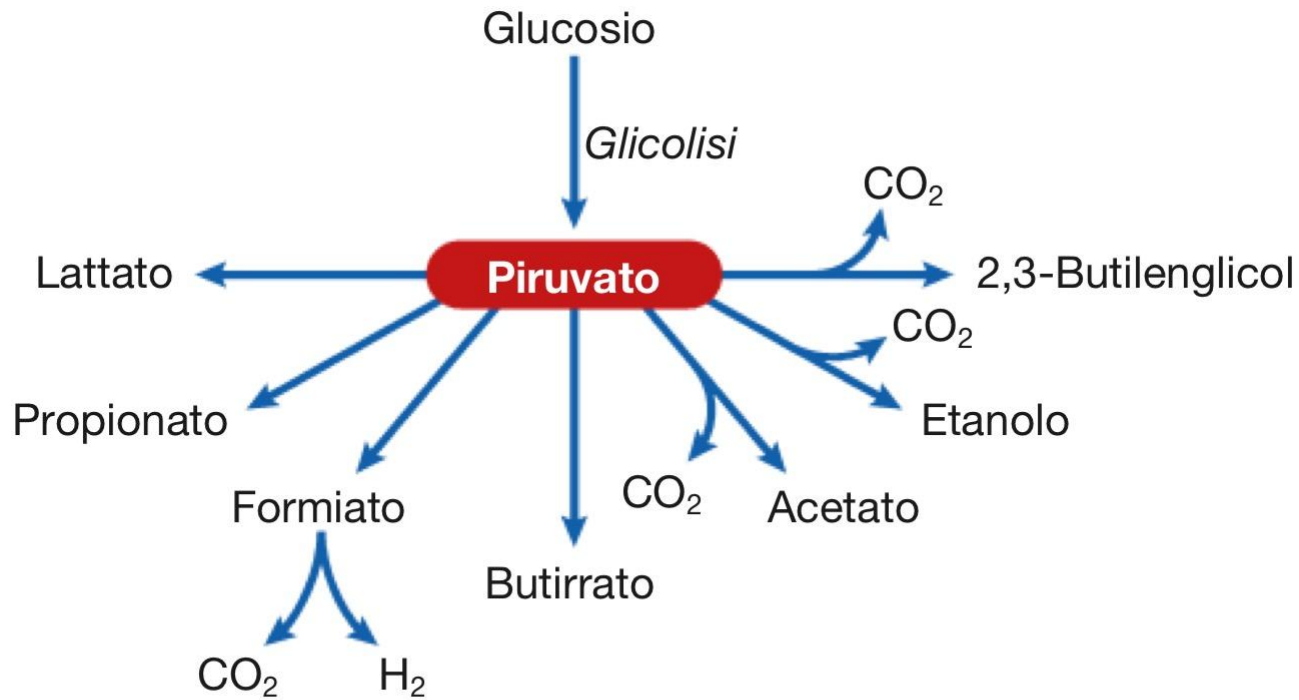 Glucosio
Glicolisi
CO₂
Lattato
Piruvato
2,3-Butilenglicol
CO₂
Propionato
Etanolo
Formiato
CO₂
Acetato
Butirrato
CO₂
H₂